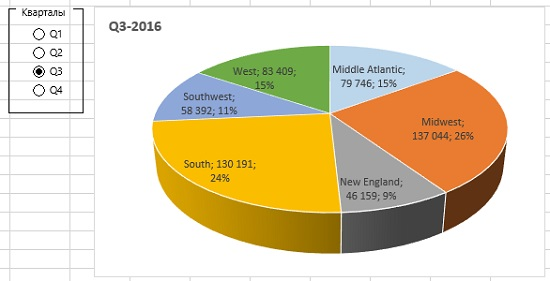 Кварталы
Q1
Q2
Q3
Q4
Q3-2016
West; 83 409;
15%
Middle Atlantic;
79 746; 15%
Southwest;
58 392; 11%
Midwest;
137 044; 26%
South; 130 191;
24%
New England;
46 159; 9%